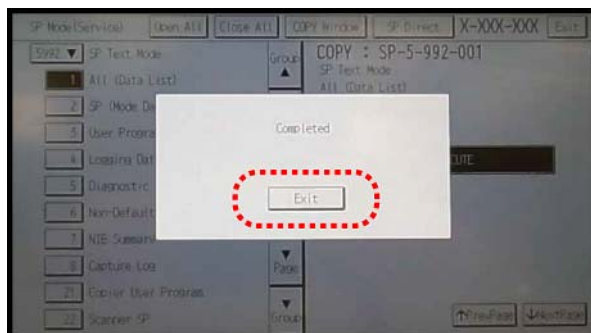 SP Mode(Service) Open All Close All COPY Window SP Direct X-XXX-XXX Exit
5992 ▼ SP Text Mode
Group
COPY : SP-5-992-001
SP Text Mode
1 All (Data List)
All (Data List)
2 SP (Mode Da
3 User Progra
Completed
4 Logging Dat
5 Diagnostic
Exit
6 Non-Default
7 NIB Summary
8 Capture Log
Page
21 Copier User Program
22 Scanner SP
Group
↑PrevPage ↓NextPage